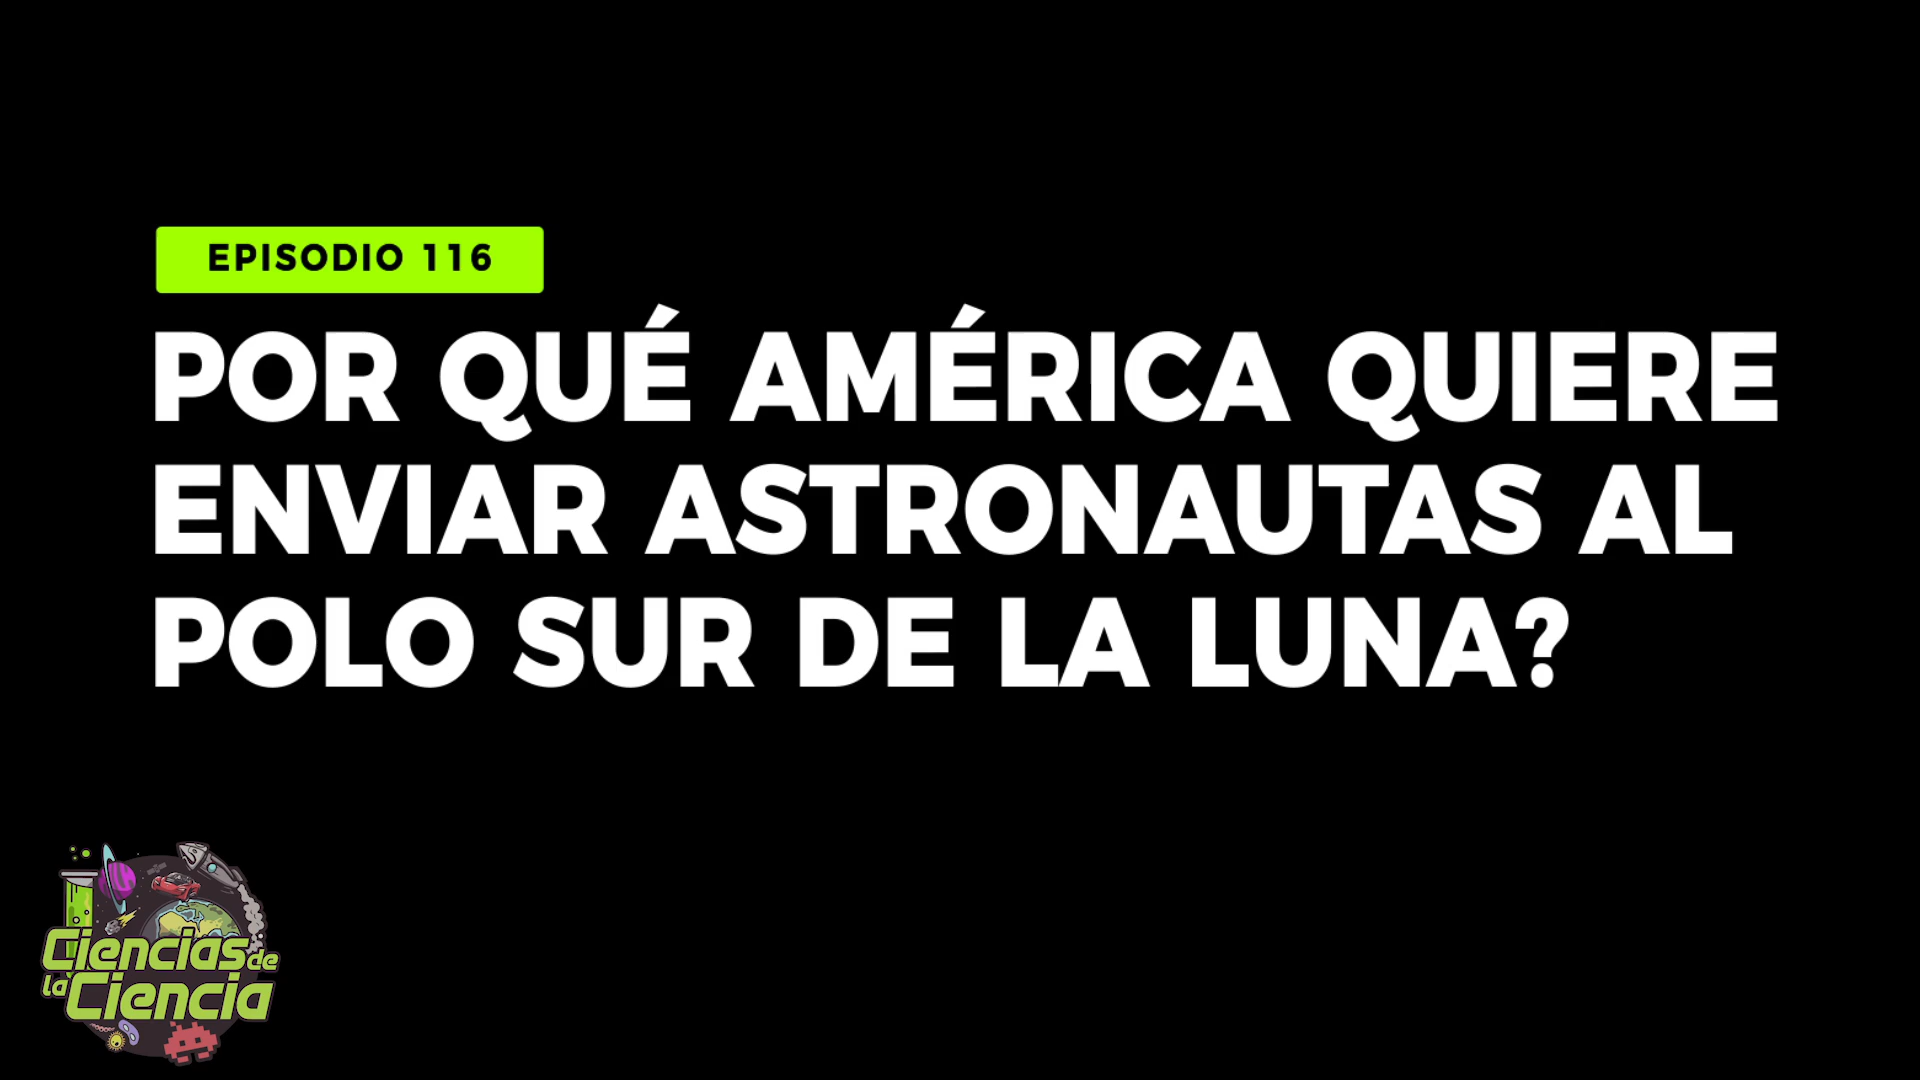 EPISODIO 116
POR QUÉ AMÉRICA QUIERE
ENVIAR ASTRONAUTAS AL
POLO SUR DE LA LUNA?
Ciencias de
la Ciencia